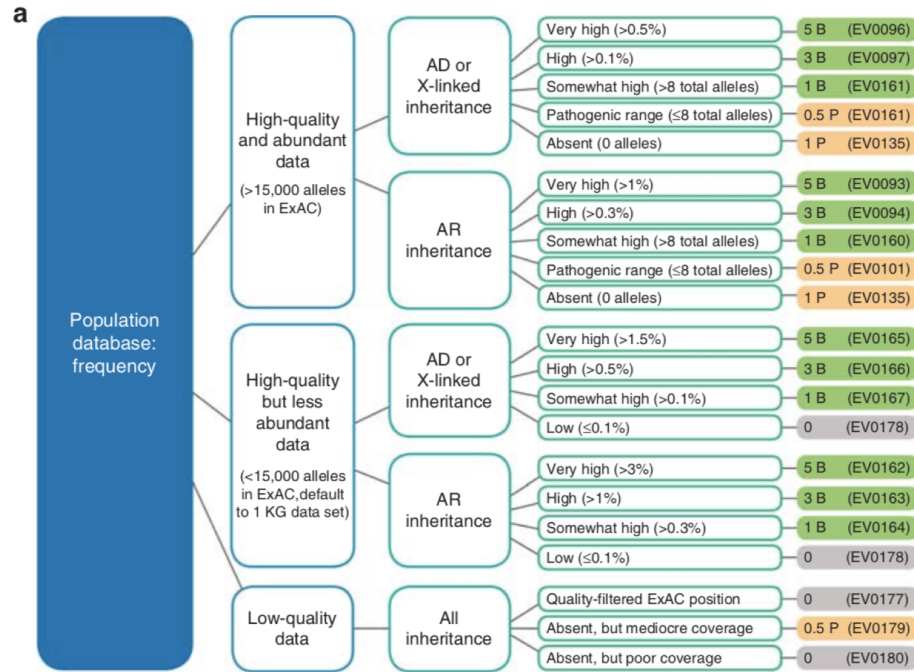 a
Population
database:
frequency
High-quality
and abundant
data
(>15,000 alleles
in ExAC)
AD or
X-linked
inheritance
Very high (>0.5%)
5 B (EV0096)
High (>0.1%)
3 B (EV0097)
Somewhat high (>8 total alleles)
1 B (EV0161)
Pathogenic range (≤8 total alleles)
0.5 P (EV0161)
Absent (0 alleles)
1 P (EV0135)
AR
inheritance
Very high (>1%)
5 B (EV0093)
High (>0.3%)
3 B (EV0094)
Somewhat high (>8 total alleles)
1 B (EV0160)
Pathogenic range (≤8 total alleles)
0.5 P (EV0101)
Absent (0 alleles)
1 P (EV0135)
High-quality
but less
abundant
data
(<15,000 alleles
in ExAC,default
to 1 KG data set)
AD or
X-linked
inheritance
Very high (>1.5%)
5 B (EV0165)
High (>0.5%)
3 B (EV0166)
Somewhat high (>0.1%)
1 B (EV0167)
Low (≤0.1%)
0 (EV0178)
AR
inheritance
Very high (>3%)
5 B (EV0162)
High (>1%)
3 B (EV0163)
Somewhat high (>0.3%)
1 B (EV0164)
Low (≤0.1%)
0 (EV0178)
Low-quality
data
All
inheritance
Quality-filtered ExAC position
0 (EV0177)
Absent, but mediocre coverage
0.5 P (EV0179)
Absent, but poor coverage
0 (EV0180)